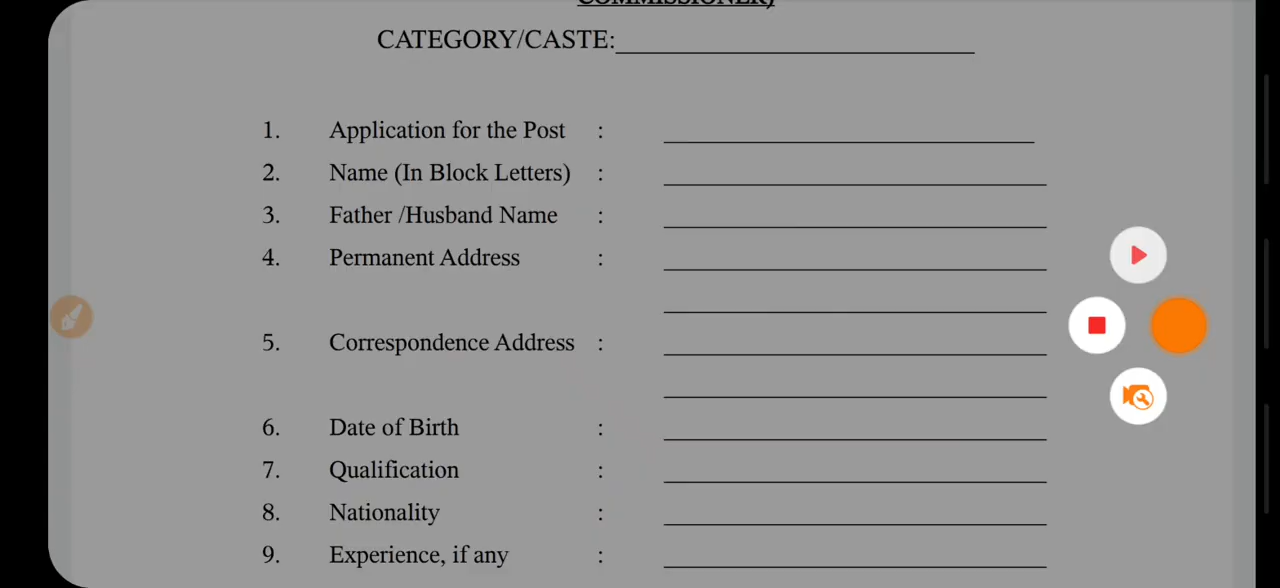 COMMISSIONER)
CATEGORY/CASTE:
1. Application for the Post :
2. Name (In Block Letters) :
3. Father /Husband Name :
4. Permanent Address :
5. Correspondence Address :
6. Date of Birth :
7. Qualification :
8. Nationality :
9. Experience, if any :